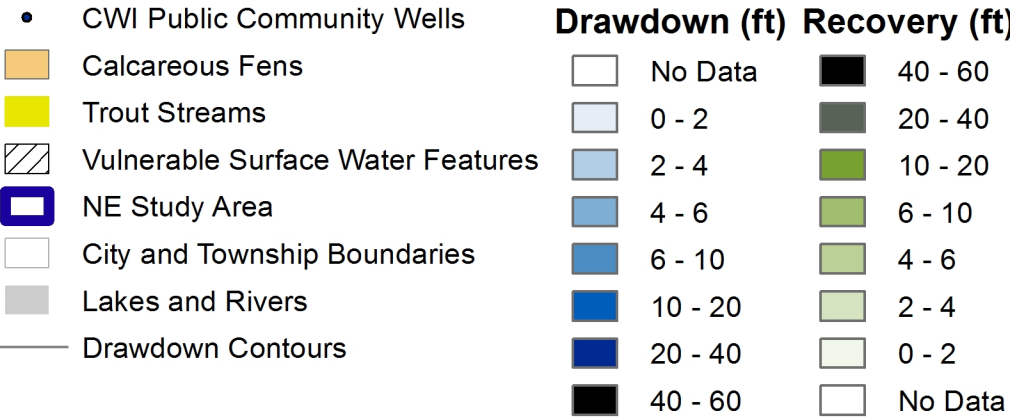 CWI Public Community Wells
Calcareous Fens
Trout Streams
Vulnerable Surface Water Features
NE Study Area
City and Township Boundaries
Lakes and Rivers
Drawdown Contours
Drawdown (ft)
No Data
0 - 2
2 - 4
4 - 6
6 - 10
10 - 20
20 - 40
40 - 60
Recovery (ft)
40 - 60
20 - 40
10 - 20
6 - 10
4 - 6
2 - 4
0 - 2
No Data